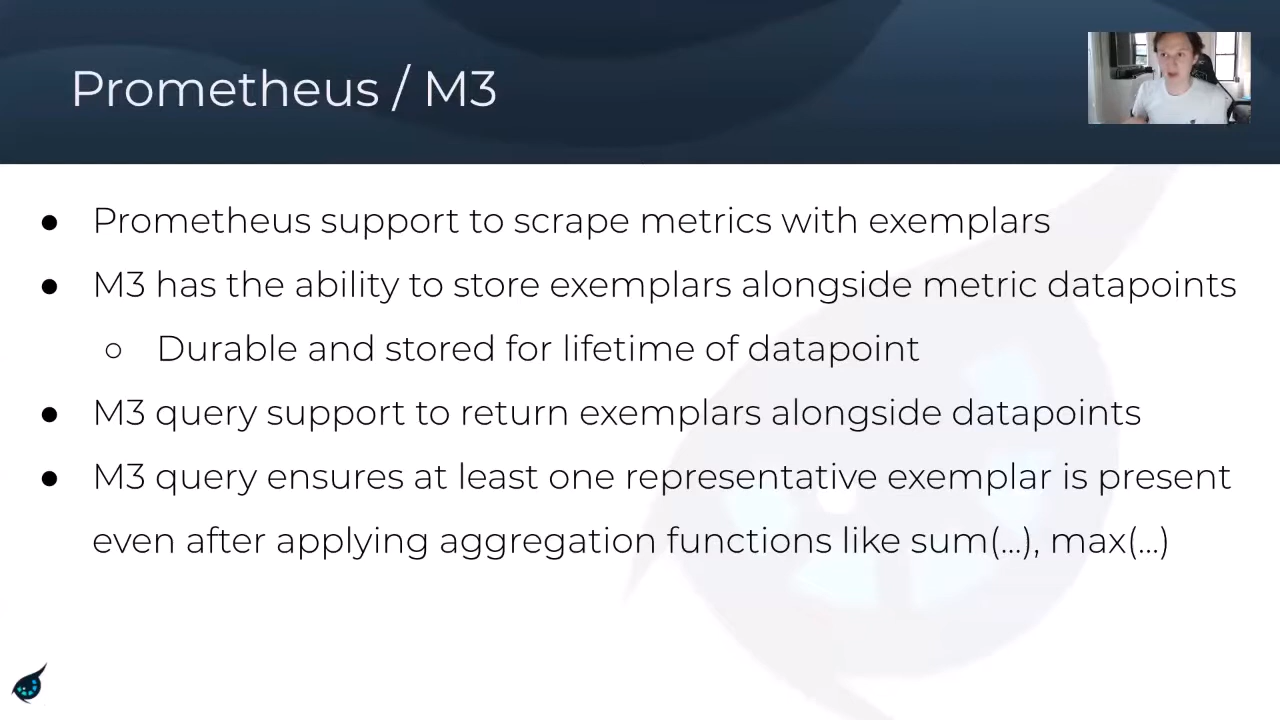 Prometheus / M3
● Prometheus support to scrape metrics with exemplars
● M3 has the ability to store exemplars alongside metric datapoints
○ Durable and stored for lifetime of datapoint
● M3 query support to return exemplars alongside datapoints
● M3 query ensures at least one representative exemplar is present
even after applying aggregation functions like sum(...), max(...)